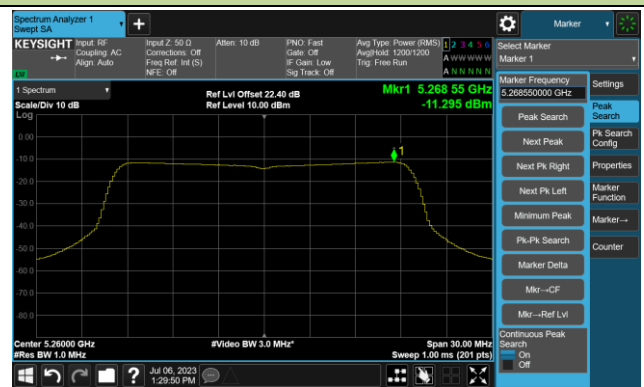 Spectrum Analyzer 1
Swept SA
+
Marker
KEYSIGHT
Input: RF
Coupling: AC
Align: Auto
Input Z: 50 Ω
Corrections: Off
Freq Ref: Int (S)
NFE: Off
Atten: 10 dB
PNO: Fast
Gate: Off
IF Gain: Low
Sig Track: Off
Avg Type: Power (RMS)
Avg|Hold: 1200/1200
Trig: Free Run
1 2 3 4 5 6
A W W W W W
A N N N N N
LXI
Select Marker
Marker 1
1 Spectrum
Scale/Div 10 dB
Log
Ref Lvl Offset 22.40 dB
Ref Level 10.00 dBm
Mkr1 5.268 55 GHz
-11.295 dBm
0.00
-10.0
-20.0
-30.0
-40.0
-50.0
-60.0
-70.0
-80.0
1
Center 5.26000 GHz
#Res BW 1.0 MHz
#Video BW 3.0 MHz*
Span 30.00 MHz
Sweep 1.00 ms (201 pts)
Marker Frequency
5.268550000 GHz
Peak Search
Next Peak
Next Pk Right
Next Pk Left
Minimum Peak
Pk-Pk Search
Marker Delta
Mkr→CF
Mkr→Ref Lvl
Continuous Peak
Search
On
Off
Settings
Peak
Search
Pk Search
Config
Properties
Marker
Function
Marker→
Counter
?
Jul 06, 2023
1:29:50 PM